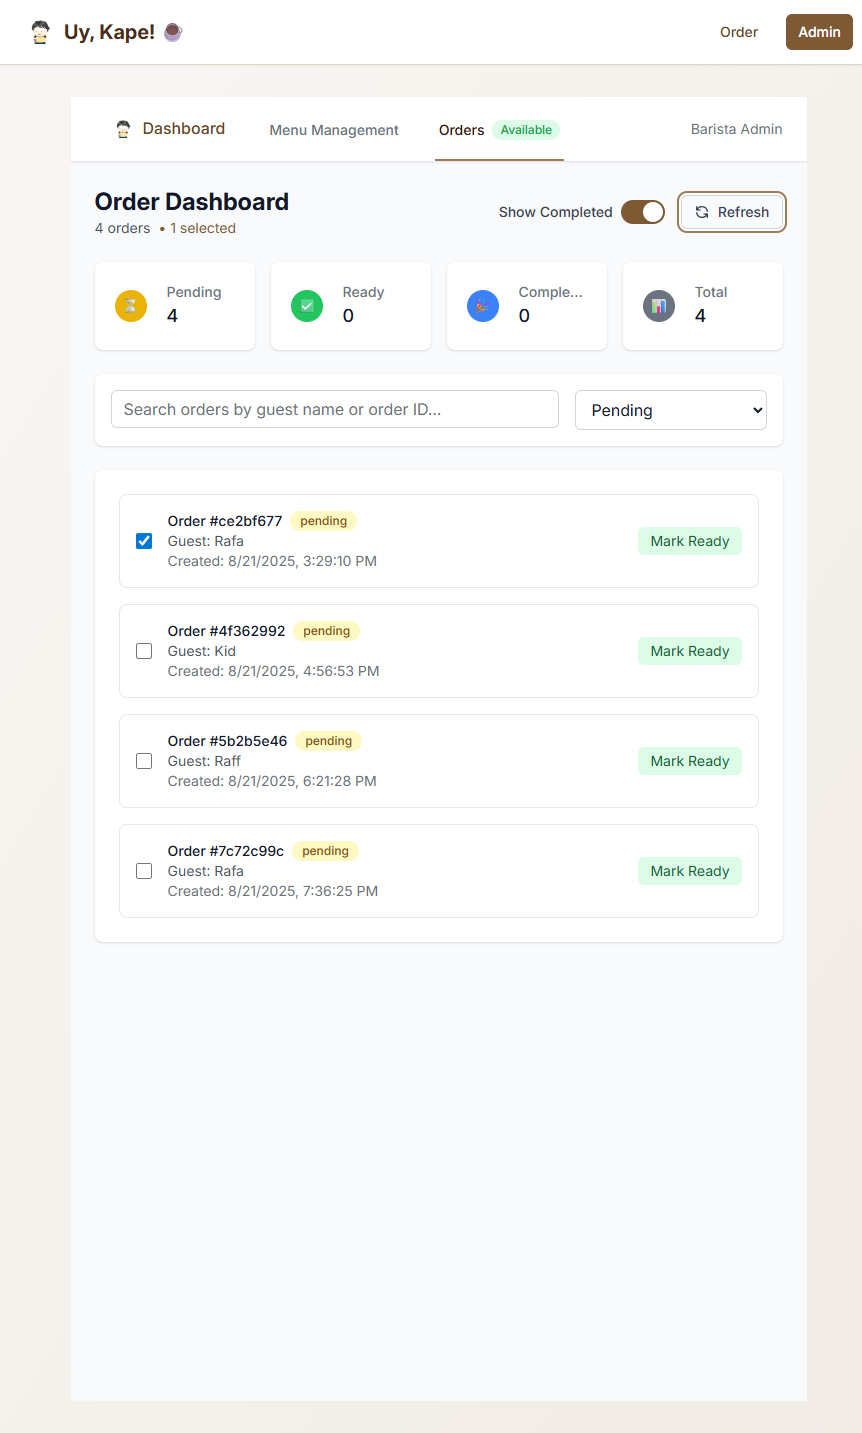 Uy, Kape!
Order
Admin
Dashboard
Menu Management
Orders
Available
Barista Admin
Order Dashboard
4 orders • 1 selected
Show Completed
Refresh
Pending
4
Ready
0
Comple...
0
Total
4
Search orders by guest name or order ID...
Pending
Order #ce2bf677 pending
Guest: Rafa
Created: 8/21/2025, 3:29:10 PM
Mark Ready
Order #4f362992 pending
Guest: Kid
Created: 8/21/2025, 4:56:53 PM
Mark Ready
Order #5b2b5e46 pending
Guest: Raff
Created: 8/21/2025, 6:21:28 PM
Mark Ready
Order #7c72c99c pending
Guest: Rafa
Created: 8/21/2025, 7:36:25 PM
Mark Ready